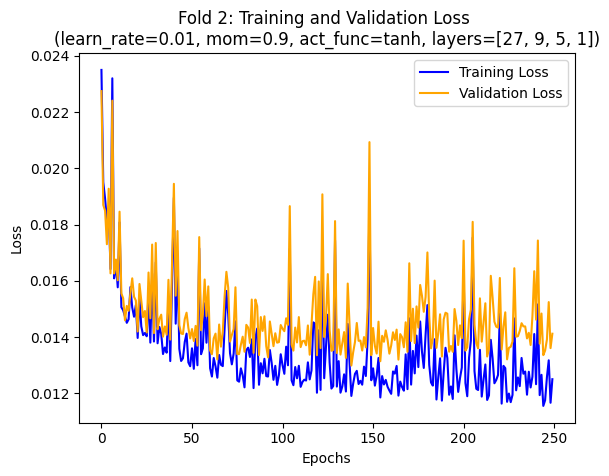 Fold 2: Training and Validation Loss
(learn_rate=0.01, mom=0.9, act_func=tanh, layers=[27, 9, 5, 1])
Training Loss
Validation Loss
Loss
0.024
0.022
0.020
0.018
0.016
0.014
0.012
0 50 100 150 200 250
Epochs